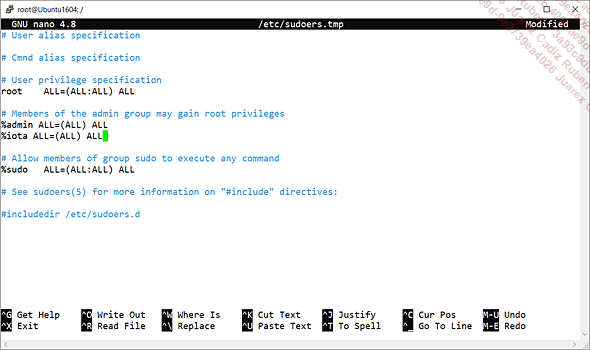 root@Ubuntu1604: /
GNU nano 4.8 /etc/sudoers.tmp Modified
# User alias specification
# Cmnd alias specification
# User privilege specification
root ALL=(ALL:ALL) ALL
# Members of the admin group may gain root privileges
%admin ALL=(ALL) ALL
%iota ALL=(ALL) ALL
# Allow members of group sudo to execute any command
%sudo ALL=(ALL:ALL) ALL
# See sudoers(5) for more information on "#include" directives:
#includedir /etc/sudoers.d
^G Get Help ^O Write Out ^W Where Is ^K Cut Text ^J Justify ^C Cur Pos M-U Undo
^X Exit ^R Read File ^\ Replace ^U Paste Text ^T To Spell ^_ Go To Line M-E Redo
Juarez Cadiz Ruben